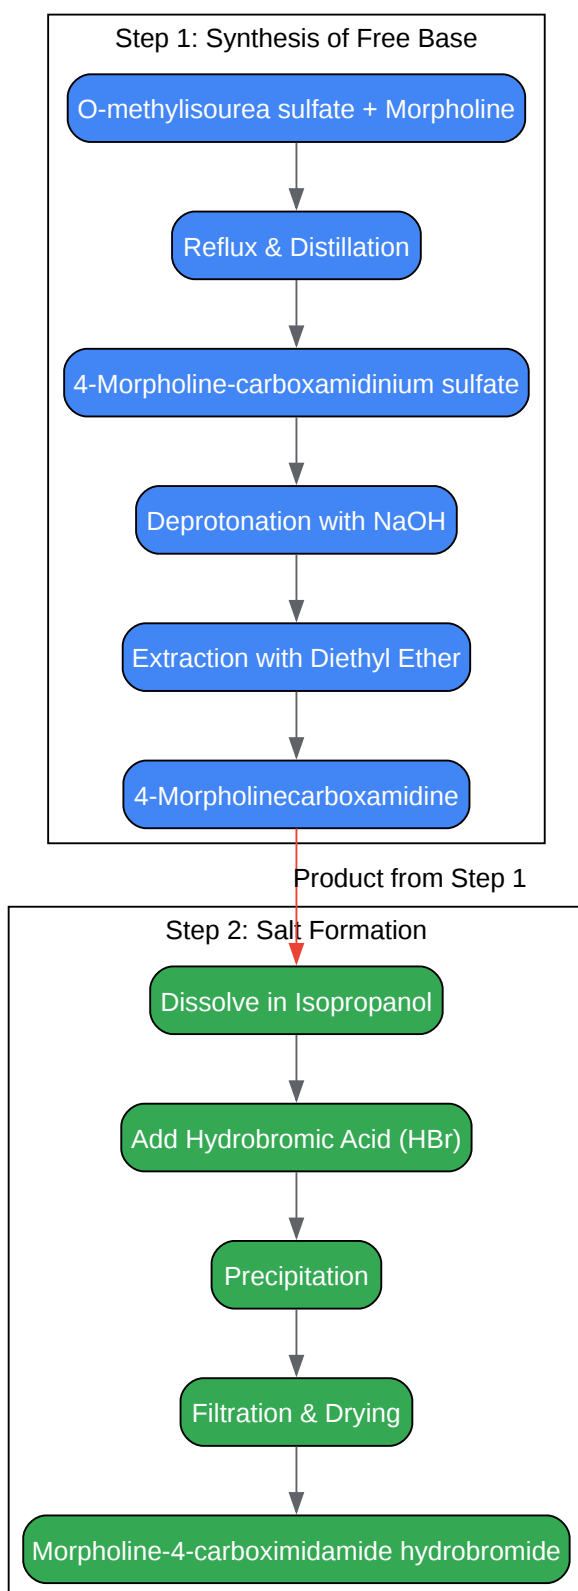 Step 1: Synthesis of Free Base
O-methylisourea sulfate + Morpholine
Reflux & Distillation
4-Morpholine-carboxamidinium sulfate
Deprotonation with NaOH
Extraction with Diethyl Ether
4-Morpholinecarboxamidine
Product from Step 1
Step 2: Salt Formation
Dissolve in Isopropanol
Add Hydrobromic Acid (HBr)
Precipitation
Filtration & Drying
Morpholine-4-carboximidamide hydrobromide